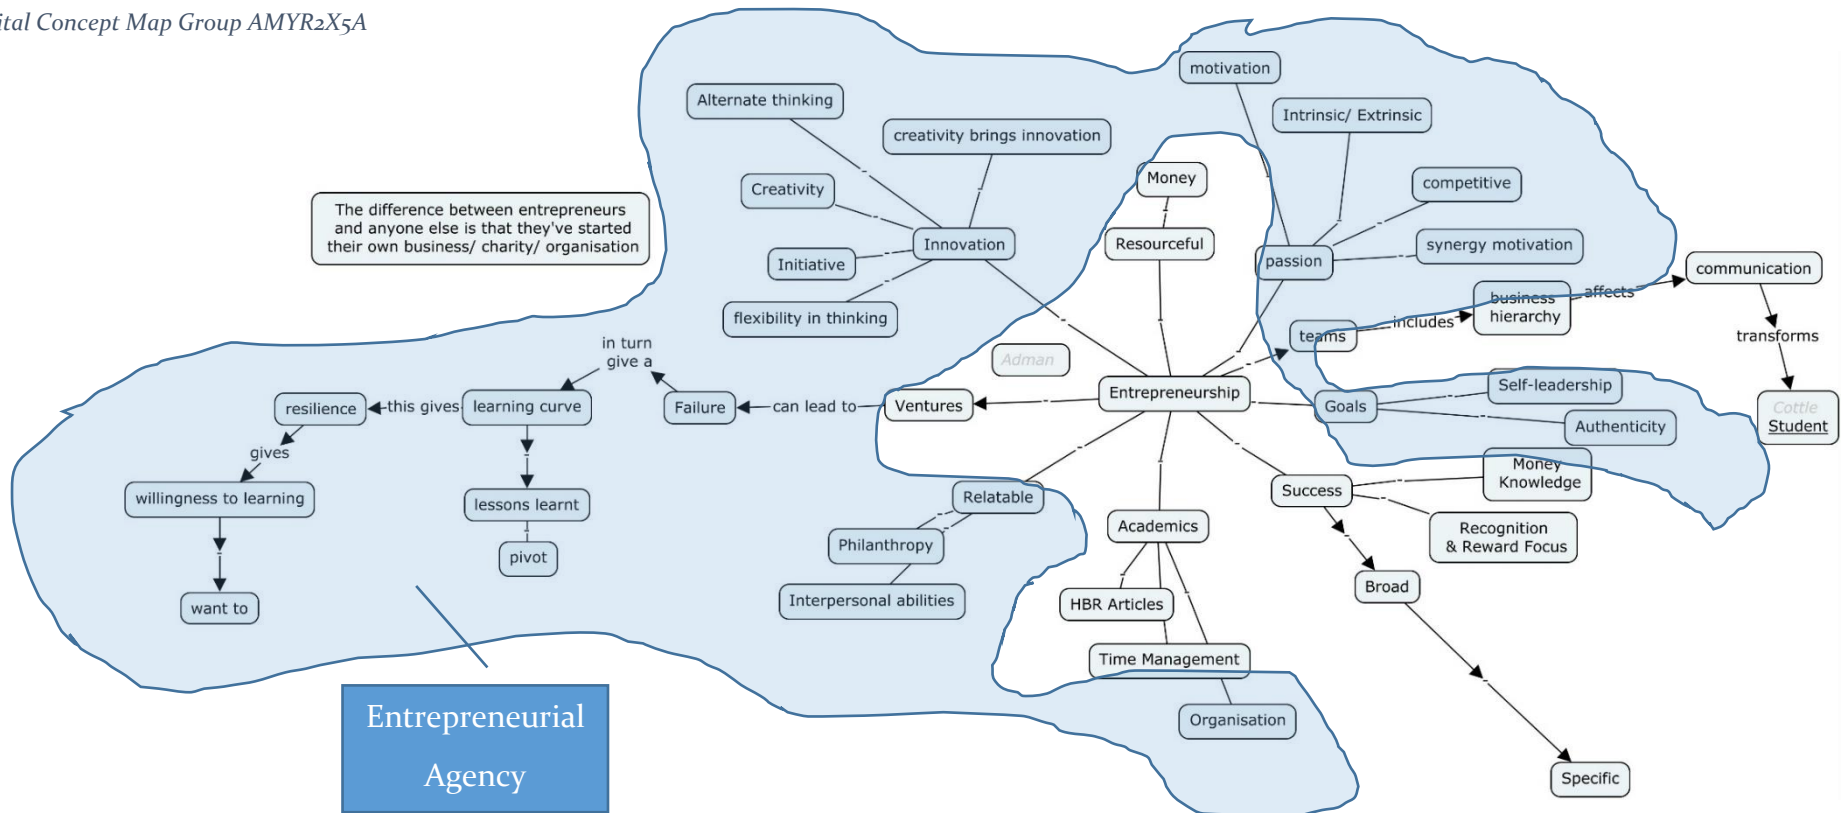 ital Concept Map Group AMYR2X5A
motivation
Alternate thinking
Intrinsic/ Extrinsic
creativity brings innovation
Money
Creativity
competitive
The difference between entrepreneurs
and anyone else is that they've started
their own business/ charity/ organisation
Innovation
Resourceful
synergy motivation
Initiative
passion
communication
flexibility in thinking
business
hierarchy
affects
includes
teams
transforms
in turn
give a
Adman
Entrepreneurship
Self-leadership
resilience
this gives
learning curve
Failure
can lead to
Ventures
Goals
Cottle
Student
Authenticity
gives
willingness to learning
lessons learnt
Relatable
Success
Money
Knowledge
Academics
Recognition
& Reward Focus
Philanthropy
pivot
want to
Interpersonal abilities
HBR Articles
Broad
Time Management
Organisation
Entrepreneurial
Agency
Specific